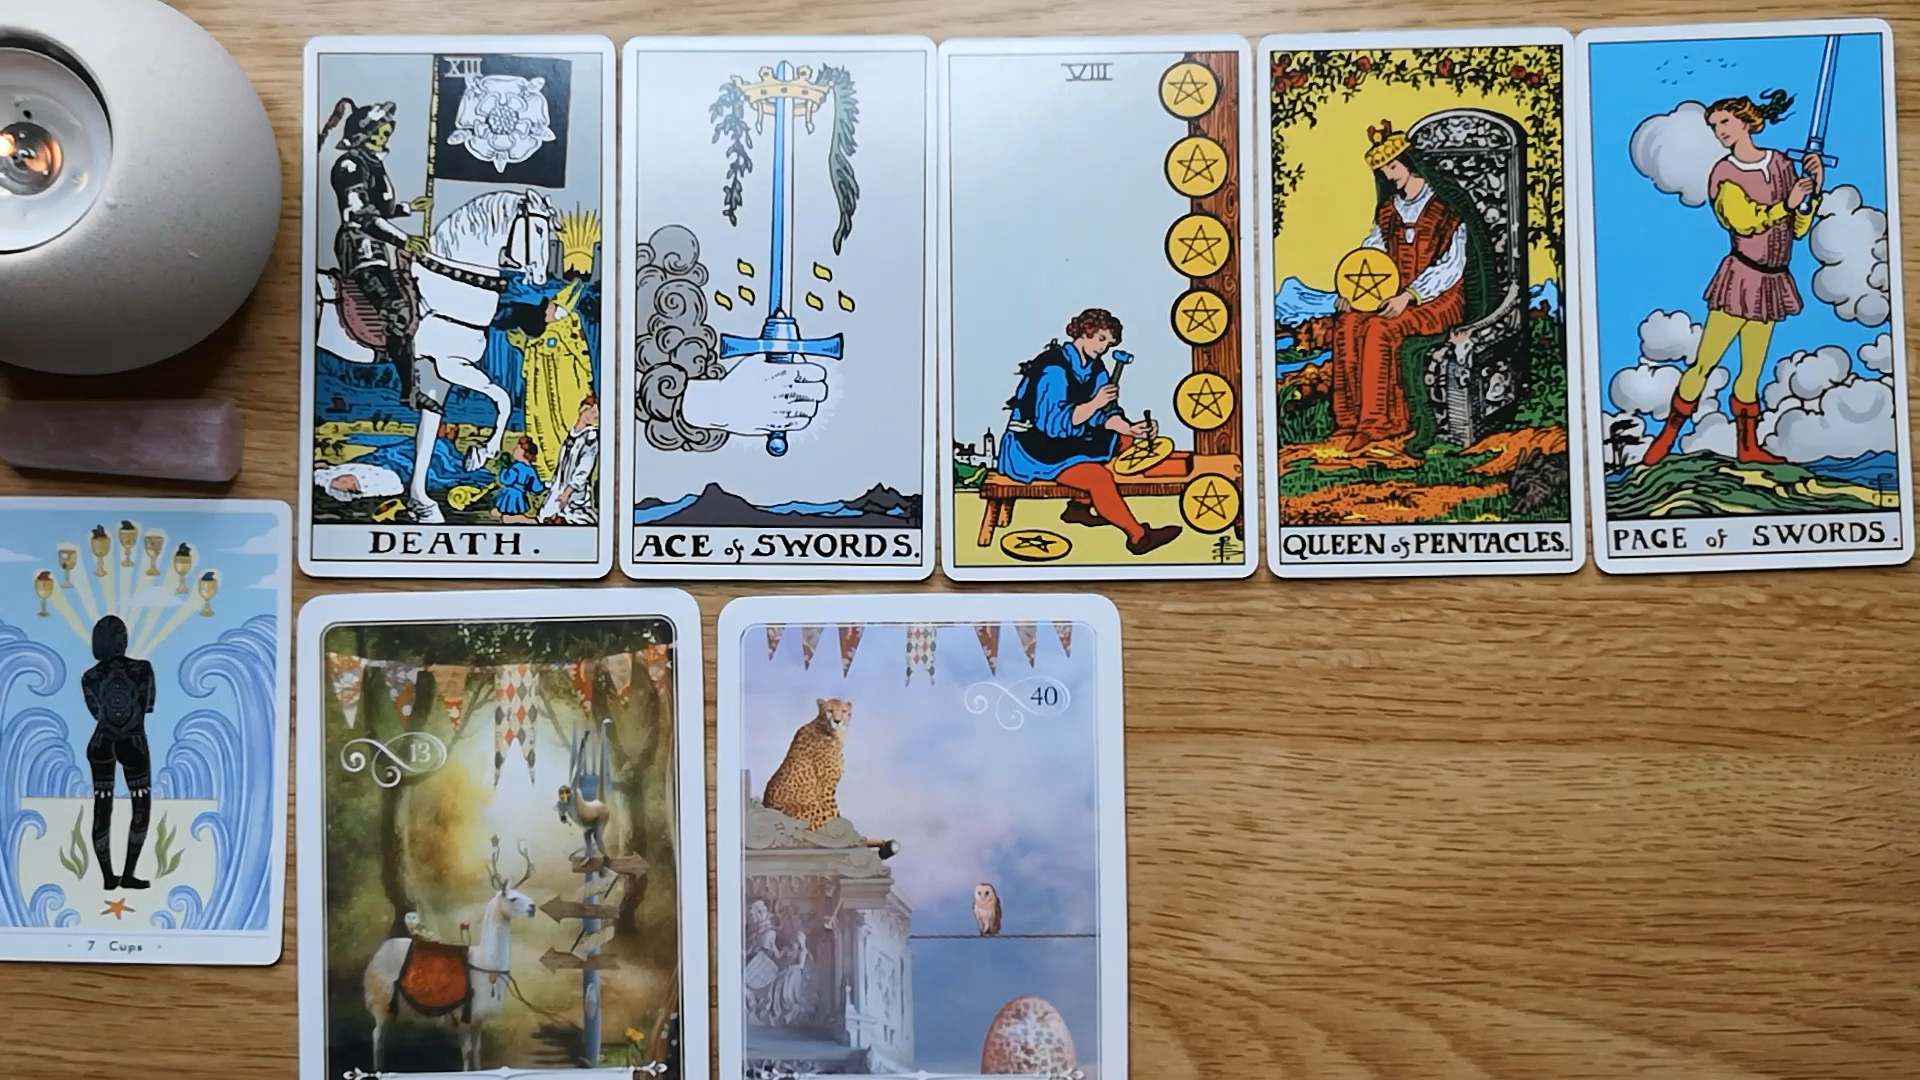 XIII
DEATH.
ACE of SWORDS.
VIII
QUEEN of PENTACLES.
PAGE of SWORDS.
7 Cups
13
40